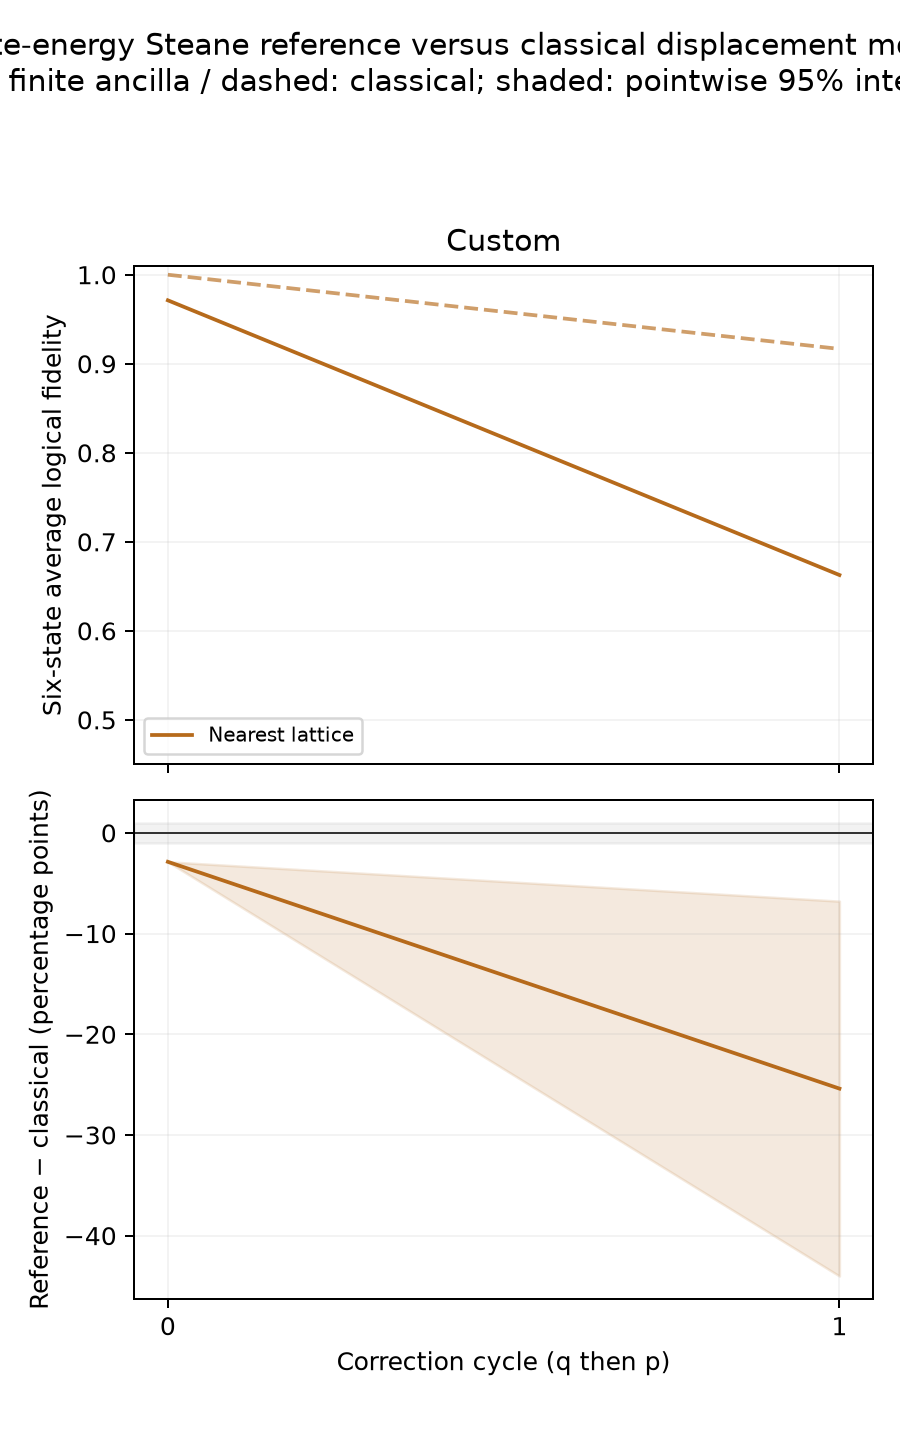 te-energy Steane reference versus classical displacement mo
finite ancilla / dashed: classical; shaded: pointwise 95% inte
Custom
Six-state average logical fidelity
1.0
0.9
0.8
0.7
0.6
0.5
Nearest lattice
Reference − classical (percentage points)
0
−10
−20
−30
−40
0 1
Correction cycle (q then p)